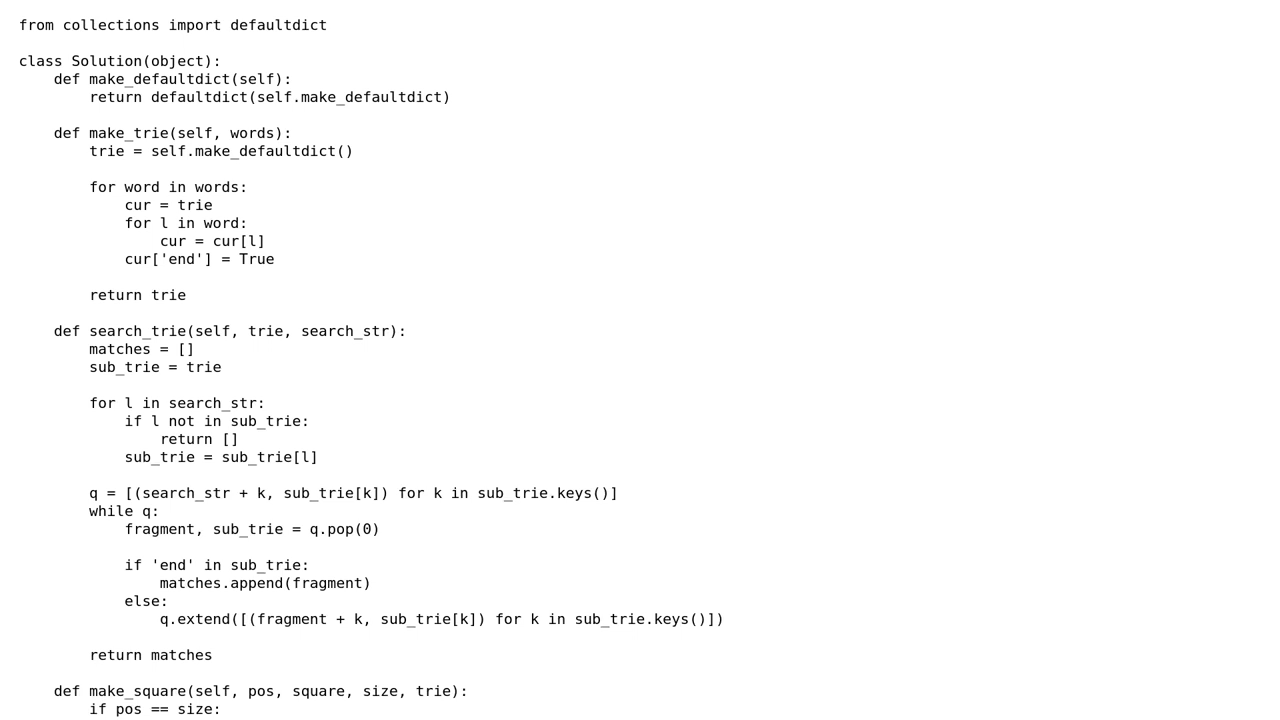 from collections import defaultdict

class Solution(object):
    def make_defaultdict(self):
        return defaultdict(self.make_defaultdict)

    def make_trie(self, words):
        trie = self.make_defaultdict()

        for word in words:
            cur = trie
            for l in word:
                cur = cur[l]
            cur['end'] = True

        return trie

    def search_trie(self, trie, search_str):
        matches = []
        sub_trie = trie

        for l in search_str:
            if l not in sub_trie:
                return []
            sub_trie = sub_trie[l]

        q = [(search_str + k, sub_trie[k]) for k in sub_trie.keys()]
        while q:
            fragment, sub_trie = q.pop(0)

            if 'end' in sub_trie:
                matches.append(fragment)
            else:
                q.extend([(fragment + k, sub_trie[k]) for k in sub_trie.keys()])

        return matches

    def make_square(self, pos, square, size, trie):
        if pos == size: